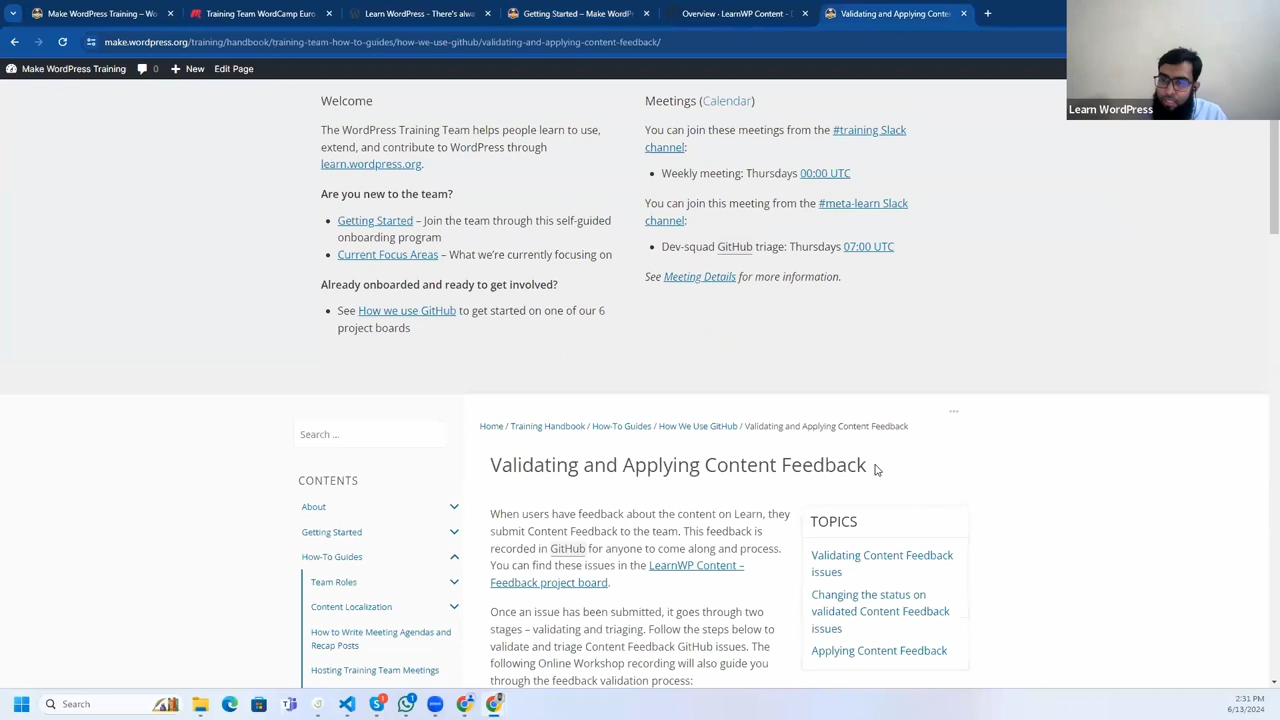 Make WordPress Training – Wo
Training Team WordCamp Euro
Learn WordPress - There's alwa
Getting Started – Make WordPr
Overview · LearnWP Content - D
Validating and Applying Conten
make.wordpress.org/training/handbook/training-team-how-to-guides/how-we-use-github/validating-and-applying-content-feedback/
Make WordPress Training 0 New Edit Page
Learn WordPress
Welcome
The WordPress Training Team helps people learn to use,
extend, and contribute to WordPress through
learn.wordpress.org.
Are you new to the team?
Getting Started – Join the team through this self-guided
onboarding program
Current Focus Areas – What we're currently focusing on
Already onboarded and ready to get involved?
See How we use GitHub to get started on one of our 6
project boards
Meetings (Calendar)
You can join these meetings from the #training Slack
channel:
Weekly meeting: Thursdays 00:00 UTC
You can join this meeting from the #meta-learn Slack
channel:
Dev-squad GitHub triage: Thursdays 07:00 UTC
See Meeting Details for more information.
Search ...
CONTENTS
About
Getting Started
How-To Guides
Team Roles
Content Localization
How to Write Meeting Agendas and
Recap Posts
Hosting Training Team Meetings
Home / Training Handbook / How-To Guides / How We Use GitHub / Validating and Applying Content Feedback
Validating and Applying Content Feedback
When users have feedback about the content on Learn, they
submit Content Feedback to the team. This feedback is
recorded in GitHub for anyone to come along and process.
You can find these issues in the LearnWP Content –
Feedback project board.
Once an issue has been submitted, it goes through two
stages – validating and triaging. Follow the steps below to
validate and triage Content Feedback GitHub issues. The
following Online Workshop recording will also guide you
through the feedback validation process:
TOPICS
Validating Content Feedback
issues
Changing the status on
validated Content Feedback
issues
Applying Content Feedback
Search
2:31 PM
6/13/2024